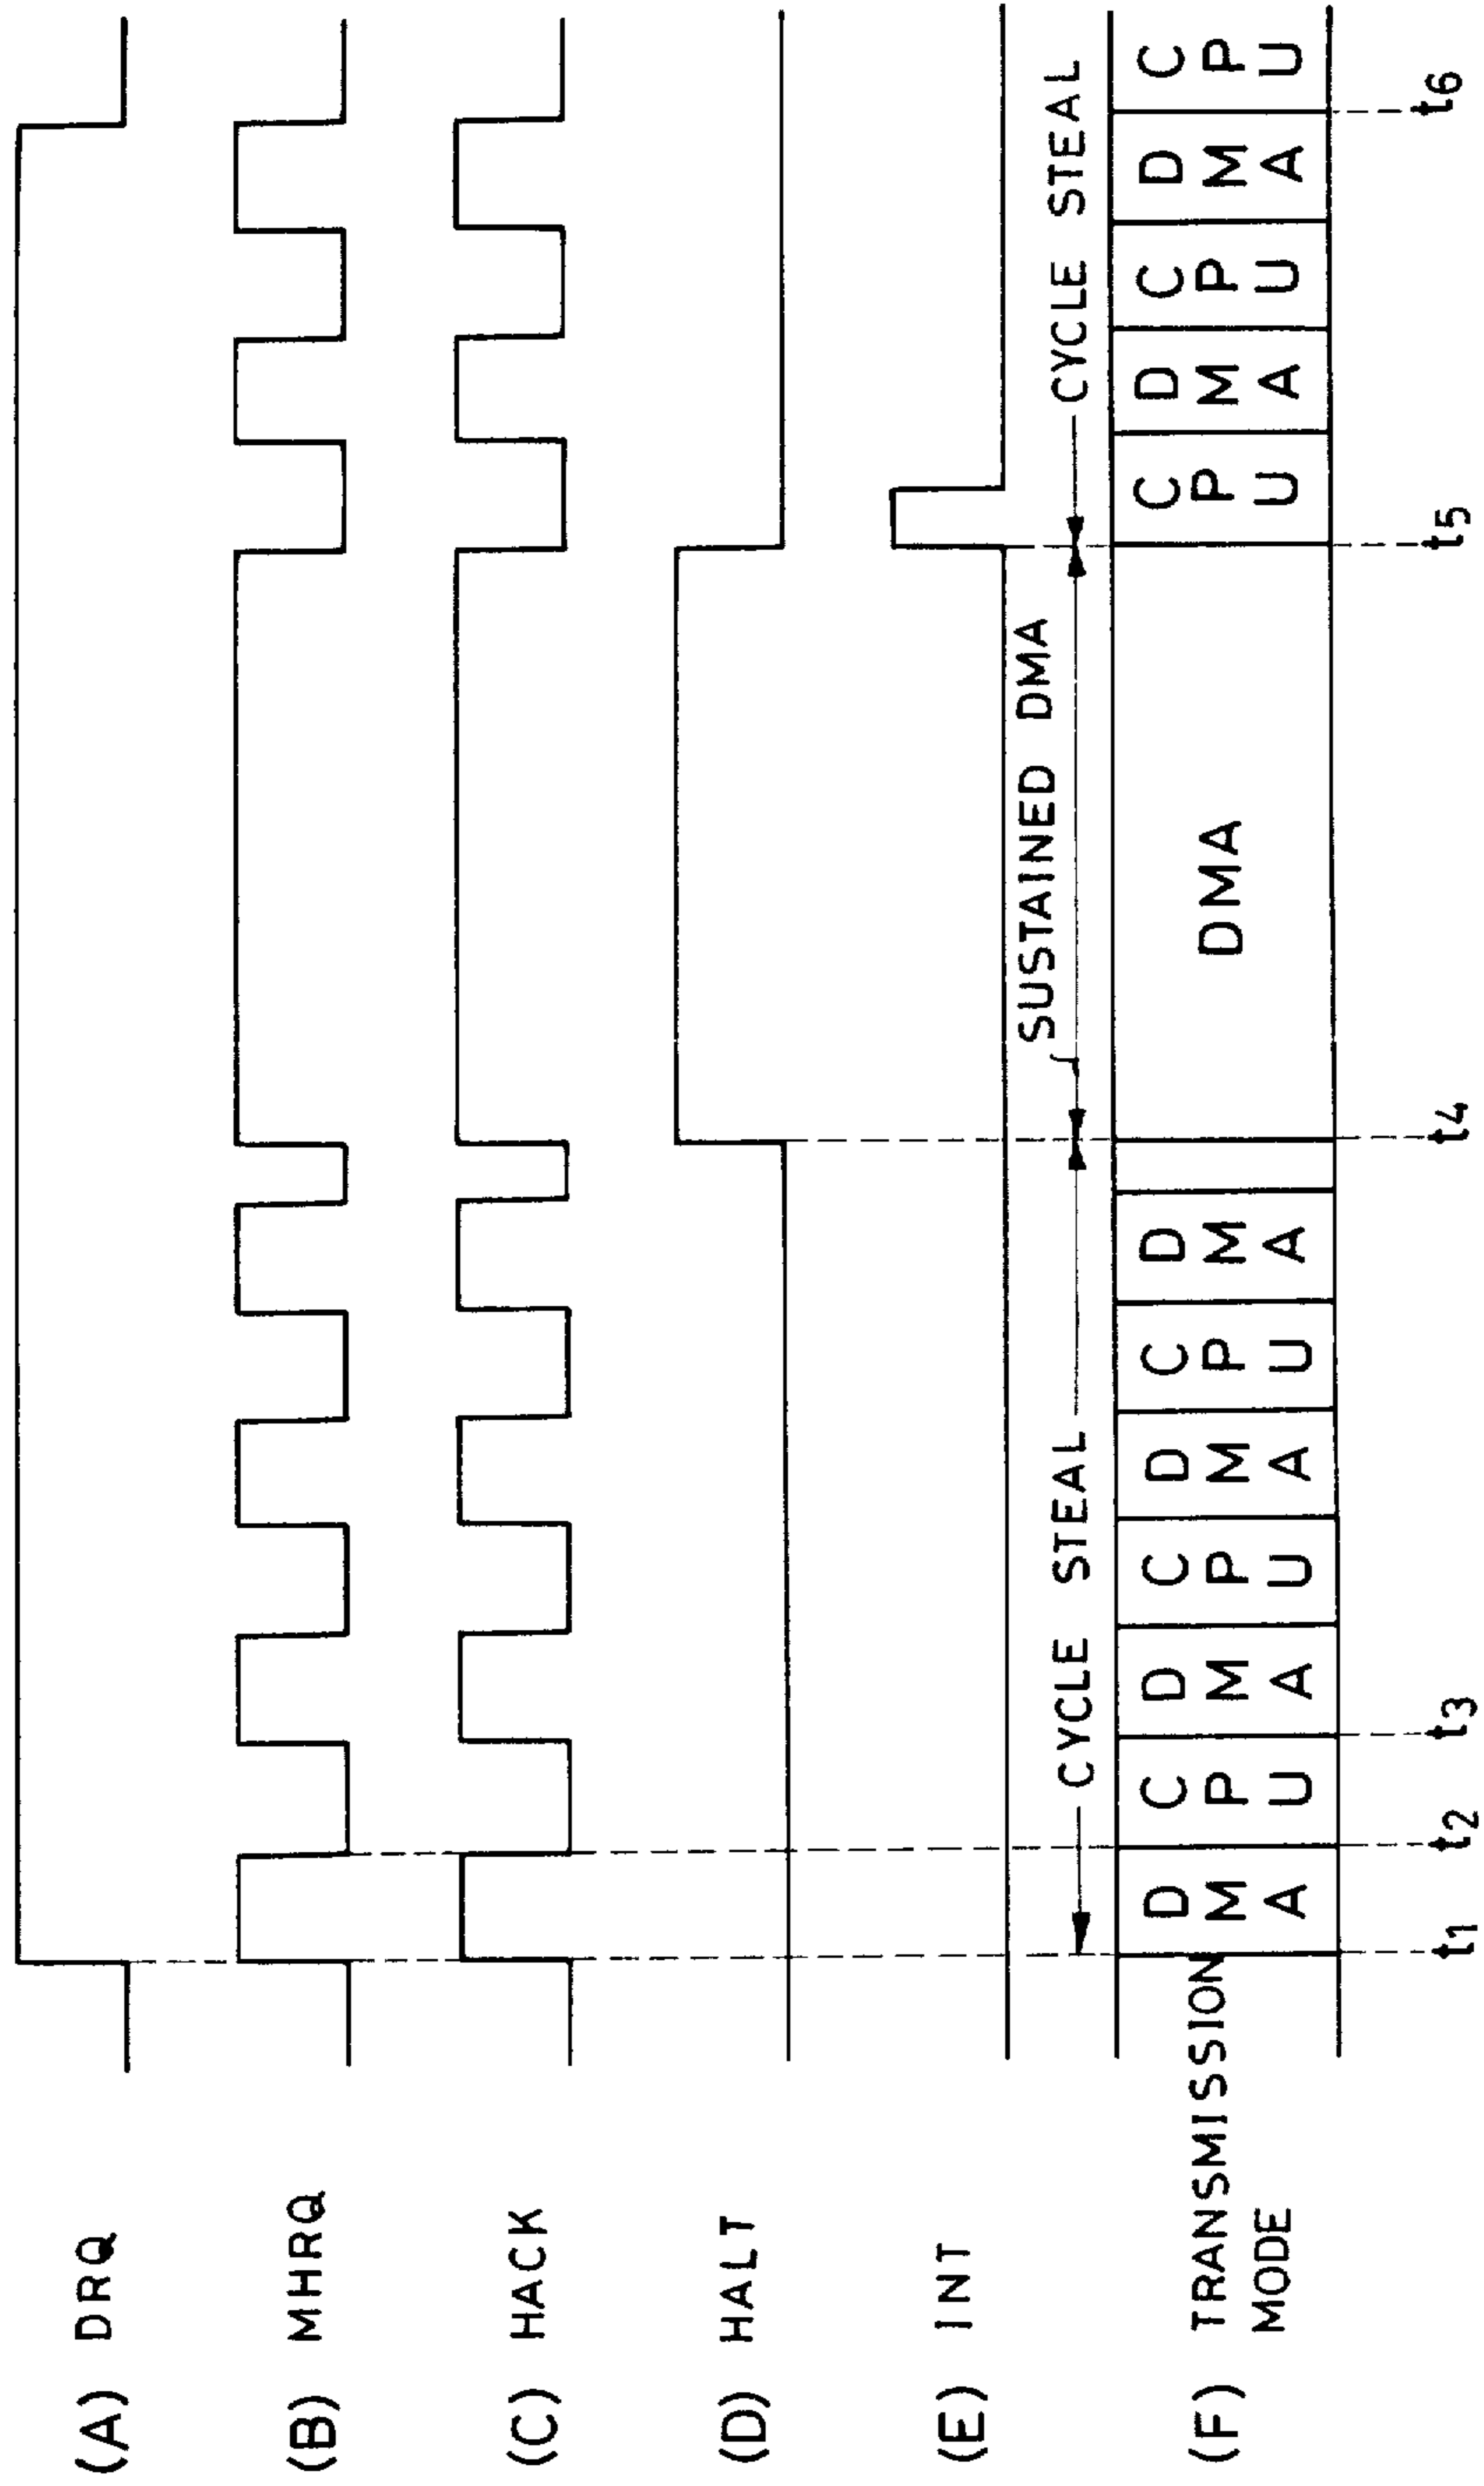 (A) DRQ
(B) MHRQ
(C) HACK
(D) HALT
(E) INT
CYCLE STEAL
SUSTAINED DMA
CYCLE STEAL
(F) TRANSMISSION
MODE
DMA
CPU
DMA
CPU
DMA
CPU
DMA
DMA
CPU
DMA
CPU
DMA
CPU
t1
t2
t3
t4
t5
t6